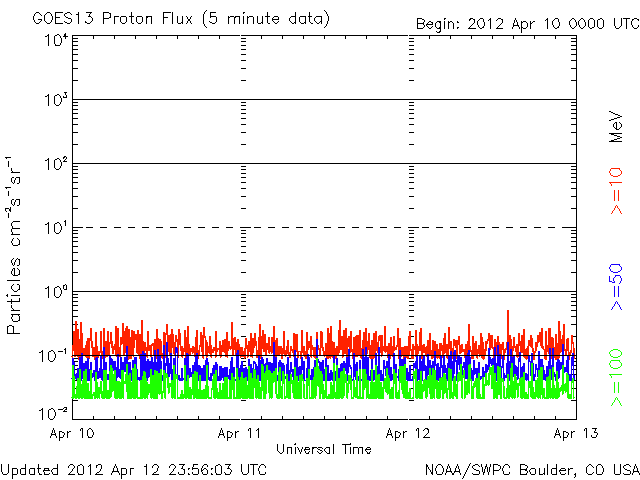 GOES13 Proton Flux (5 minute data)
Begin: 2012 Apr 10 0000 UTC
Particles cm⁻²s⁻¹sr⁻¹
10⁴
10³
10²
10¹
10⁰
10⁻¹
10⁻²
Apr 10
Apr 11
Apr 12
Apr 13
Universal Time
MeV
>=10
>=50
>=100
Updated 2012 Apr 12 23:56:03 UTC
NOAA/SWPC Boulder, CO USA